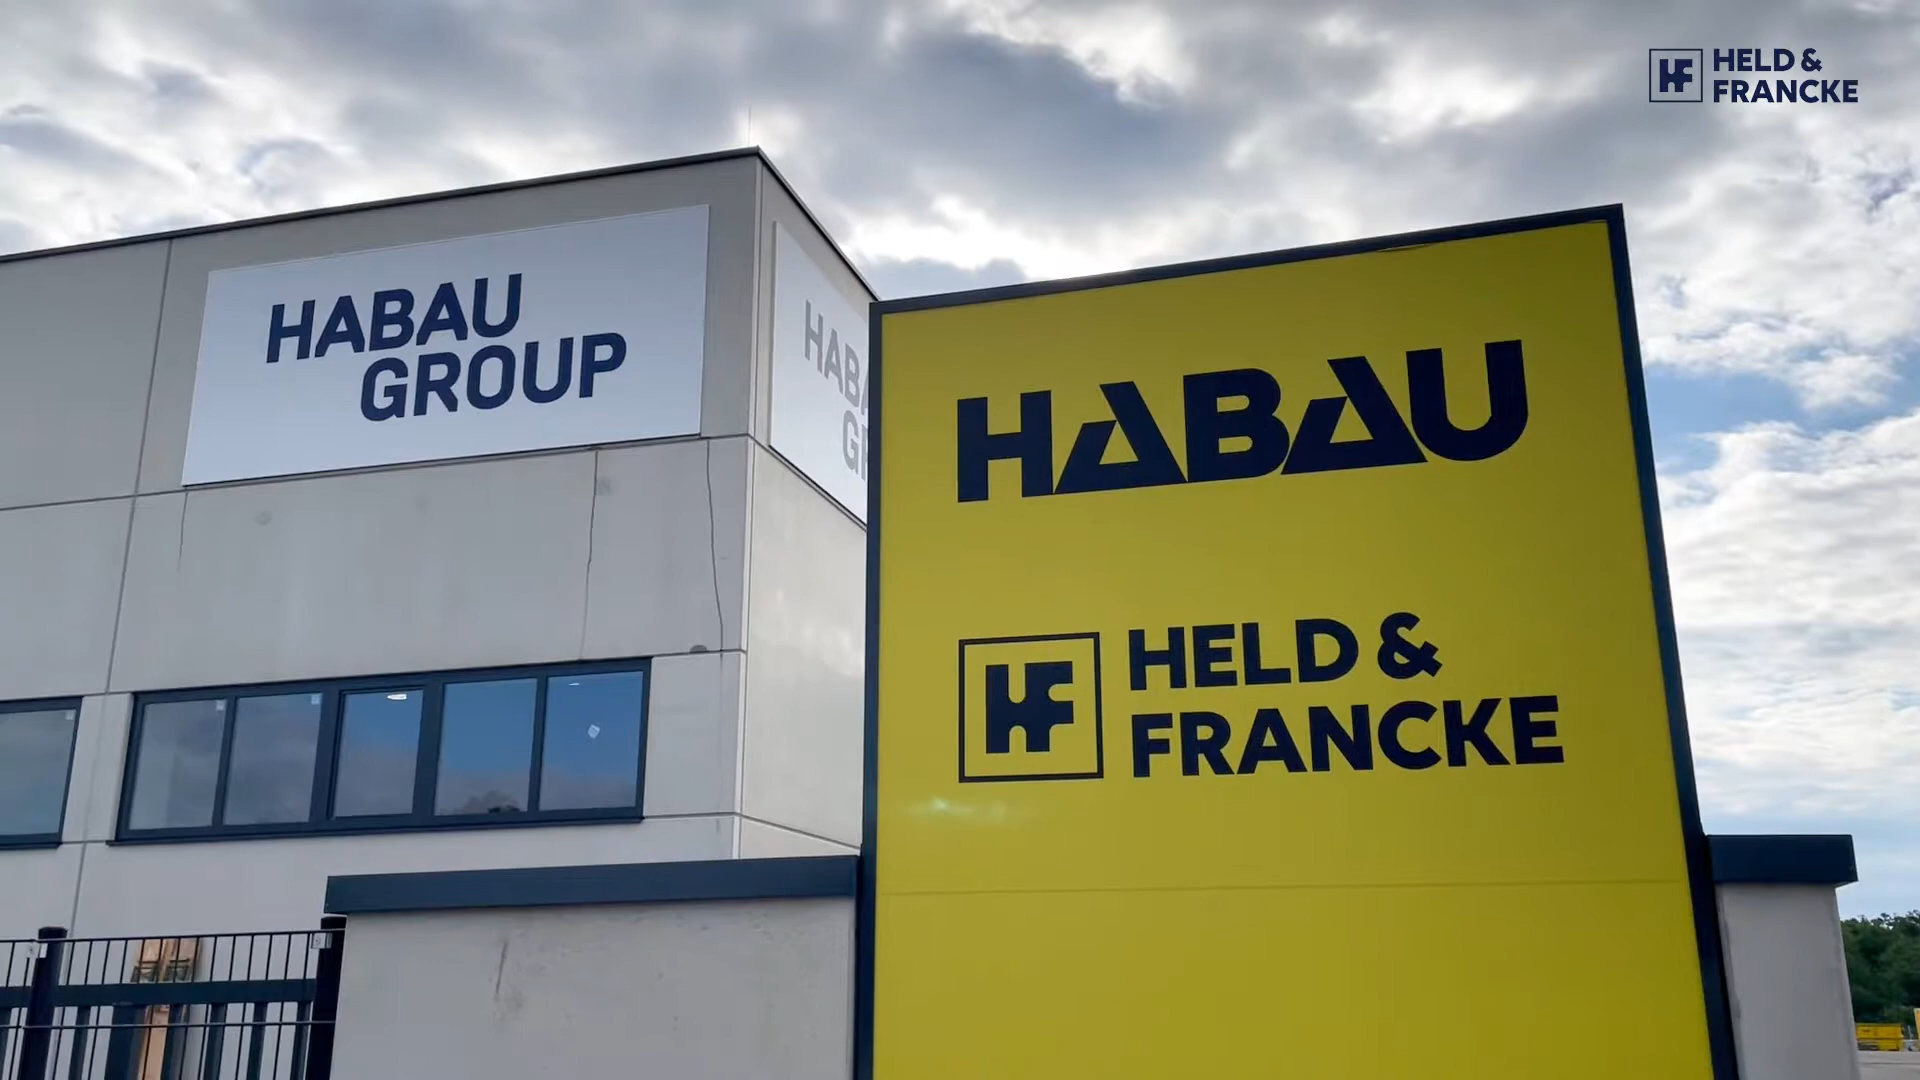 HELD &
FRANCKE
HABAU
GROUP
HABAU
HELD &
FRANCKE